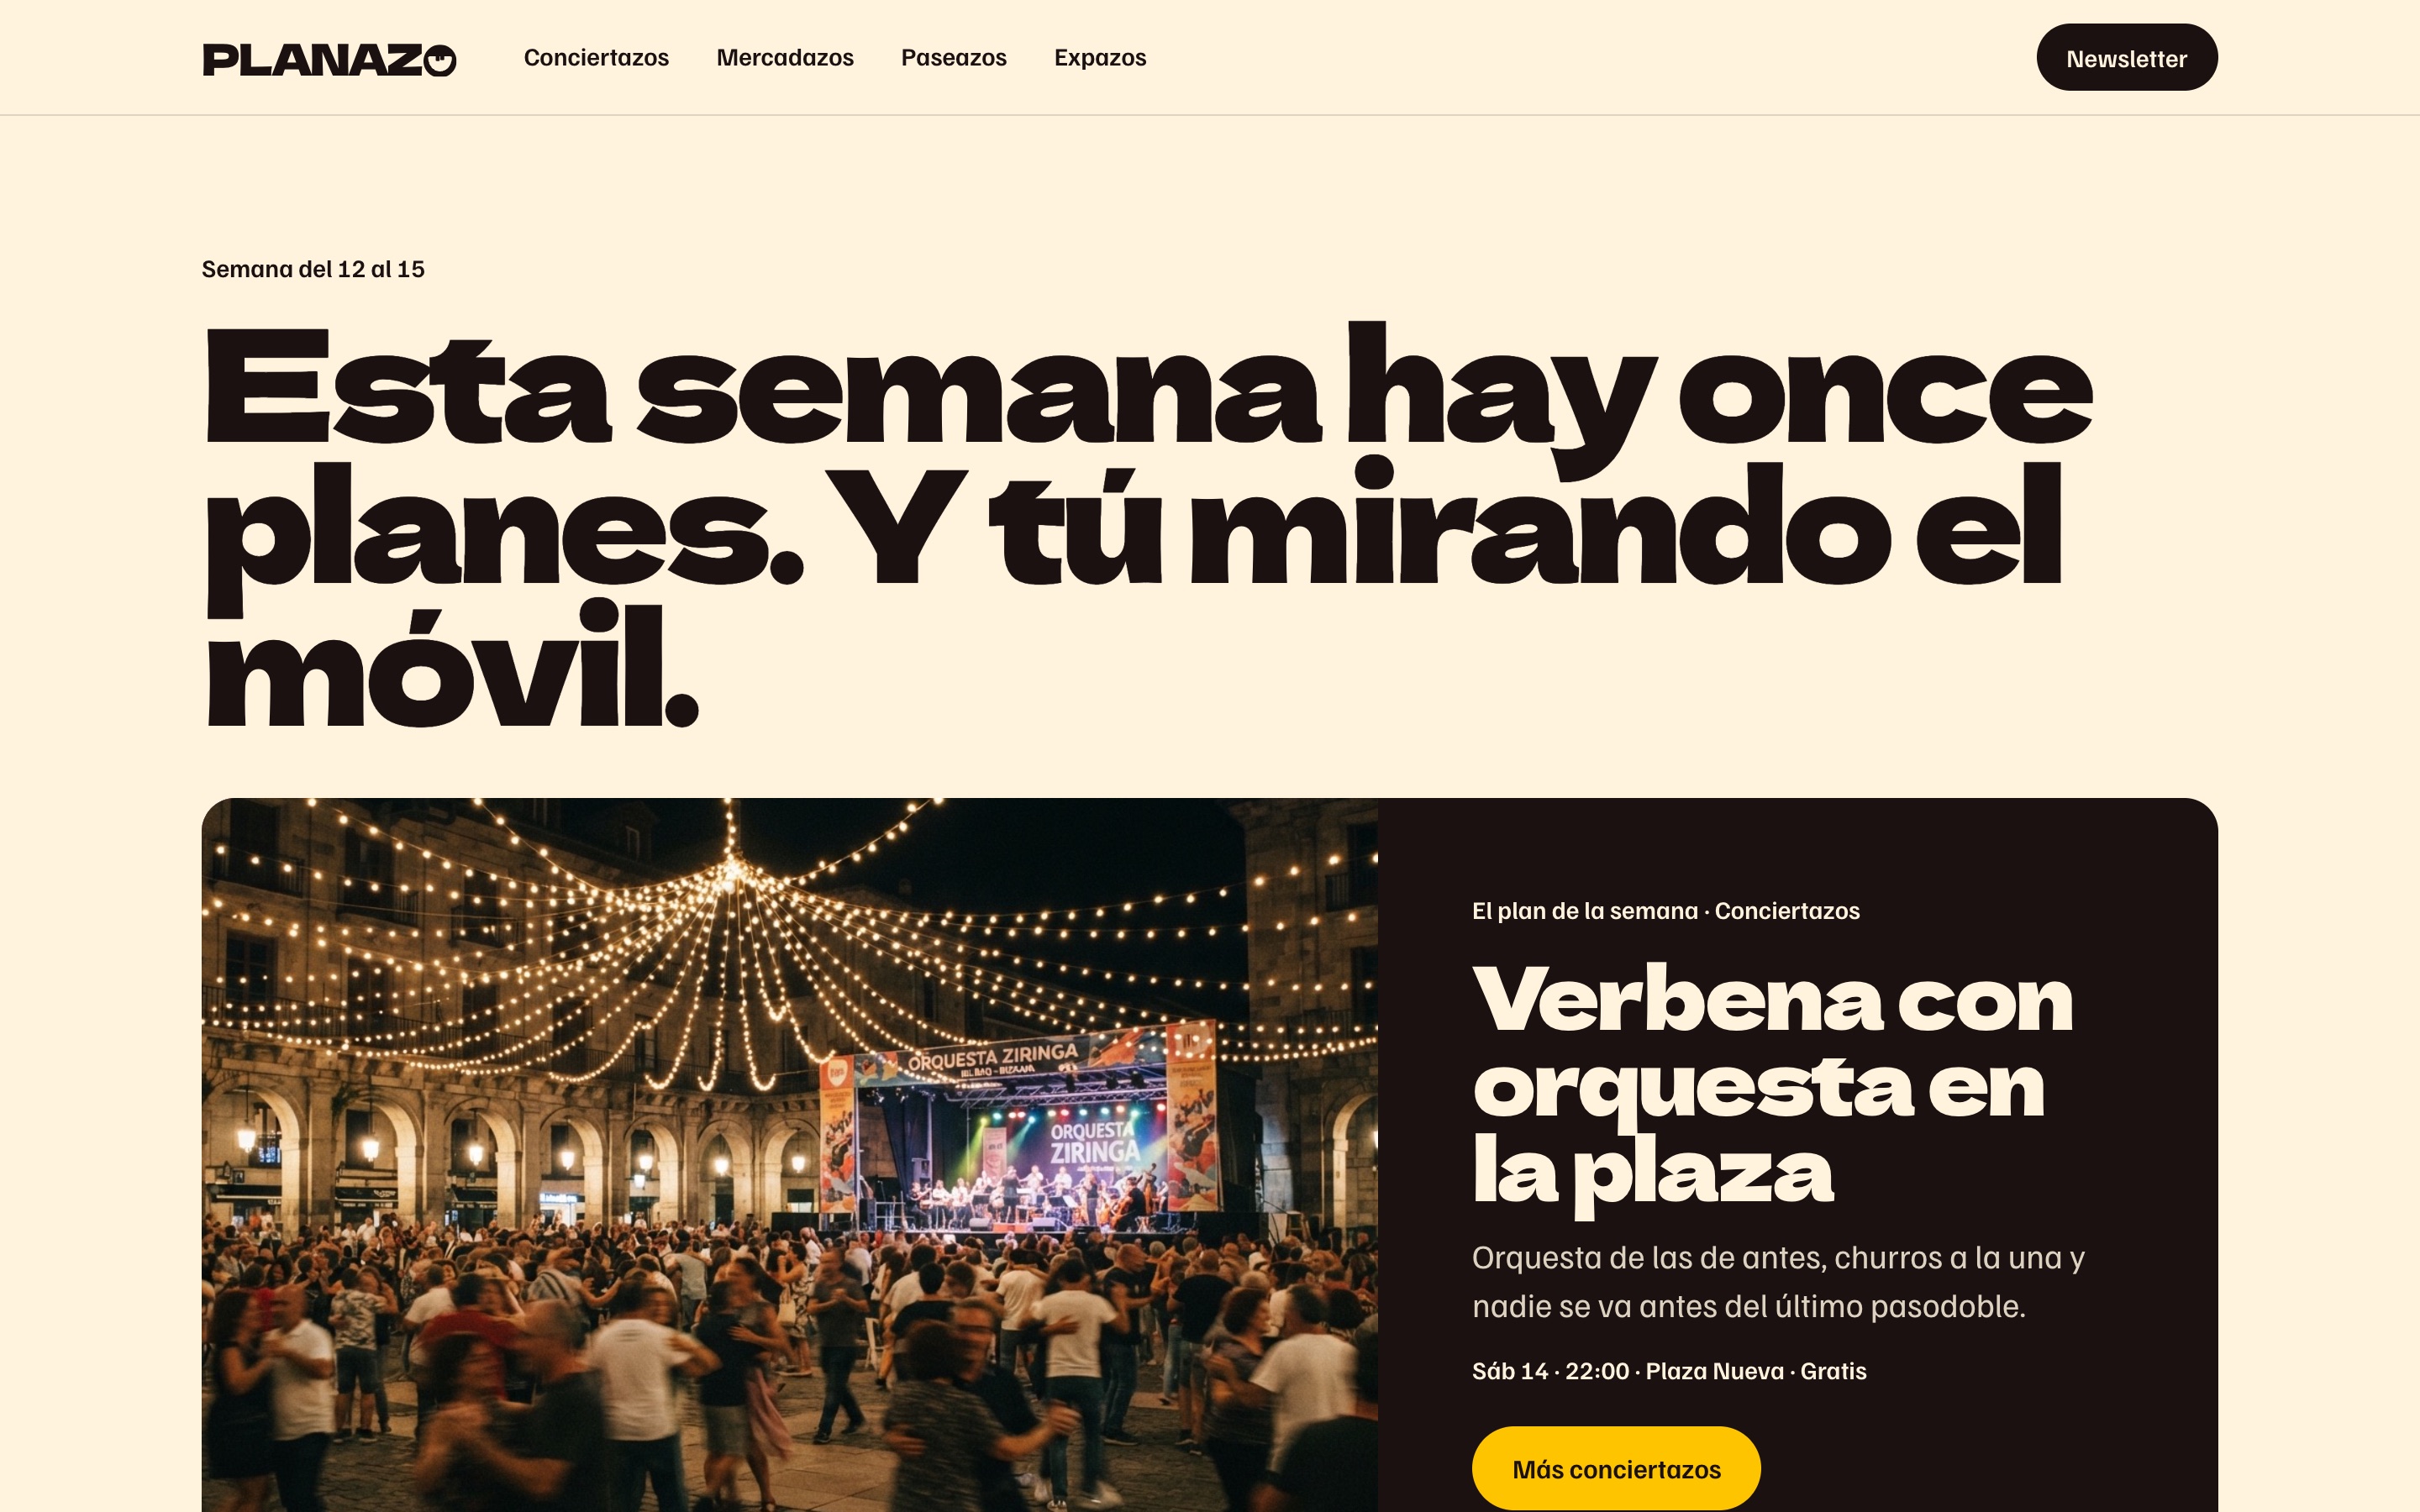 PLANAZO
Conciertazos
Mercadazos
Paseazos
Expazos
Newsletter
Semana del 12 al 15
Esta semana hay once
planes. Y tú mirando el
móvil.
ORQUESTA ZIRINGA
ORQUESTA
ZIRINGA
El plan de la semana · Conciertazos
Verbena con
orquesta en
la plaza
Orquesta de las de antes, churros a la una y
nadie se va antes del último pasodoble.
Sáb 14 · 22:00 · Plaza Nueva · Gratis
Más conciertazos